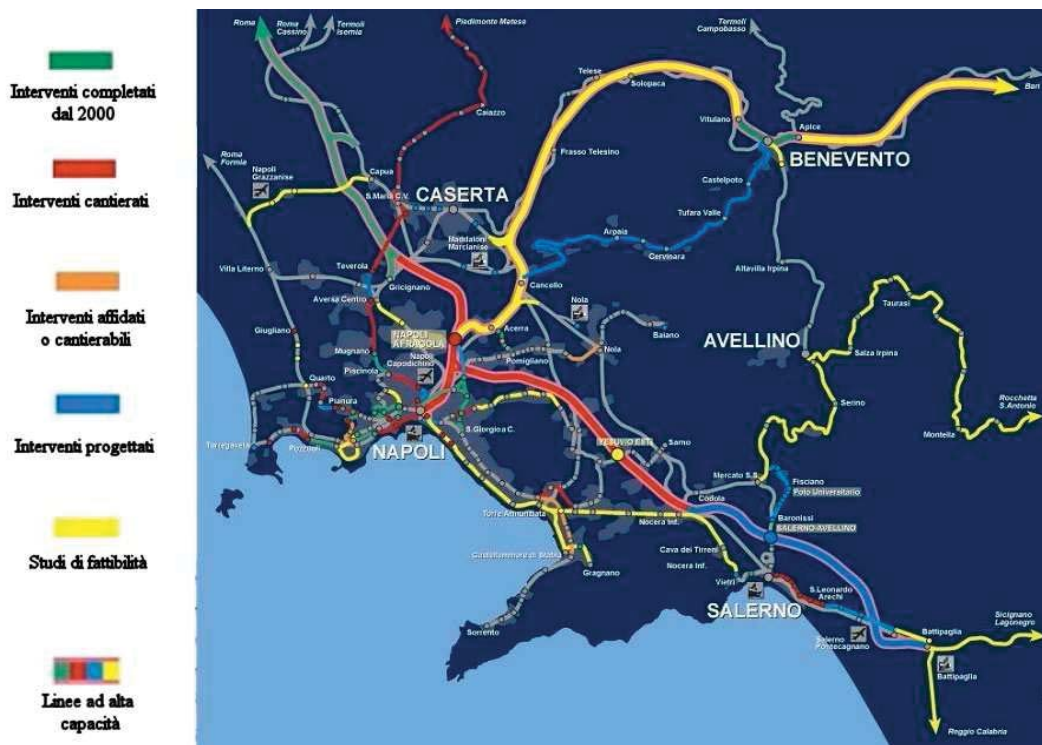 Interventi completati
dal 2000
Interventi cantierati
Interventi affidati
o cantierabili
Interventi progettati
Studi di fattibilità
Linee ad alta
capacità
Roma
Roma
Cassino
Termoli
Isernia
Piedimonte Matese
Termoli
Campobasso
Bari
Telese
Solopaca
Caiazzo
Vitulano
Apice
BENEVENTO
Roma
Formia
Napoli
Grazzanise
Capua
Frasso Telesino
S.Maria C.V.
CASERTA
Castelpoto
Tufara Valle
Maddaloni
Marcianise
Arpaia
Cervinara
Villa Literno
Teverola
Altavilla Irpina
Gricignano
Cancello
Aversa Centro
Nola
Taurasi
Giugliano
NAPOLI
AFRAGOLA
Acerra
Baiano
AVELLINO
Mugnano
Napoli
Capodichino
Pomigliano
Nola
Salza Irpina
Piscinola
Quarto
Pianura
Serino
Rocchetta
S.Antonio
Torregaveta
Pozzuoli
NAPOLI
S.Giorgio a C.
VESUVIO EST
Sarno
Montella
Mercato S.S.
Fisciano
Polo Universitario
Codola
Torre Annunziata
Nocera Inf.
Baronissi
SALERNO-AVELLINO
Castellammare di Stabia
Cava dei Tirreni
Gragnano
Nocera Inf.
Vietri
S.Leonardo
Arechi
SALERNO
Sicignano
Lagonegro
Sorrento
Salerno
Pontecagnano
Battipaglia
Battipaglia
Reggio Calabria